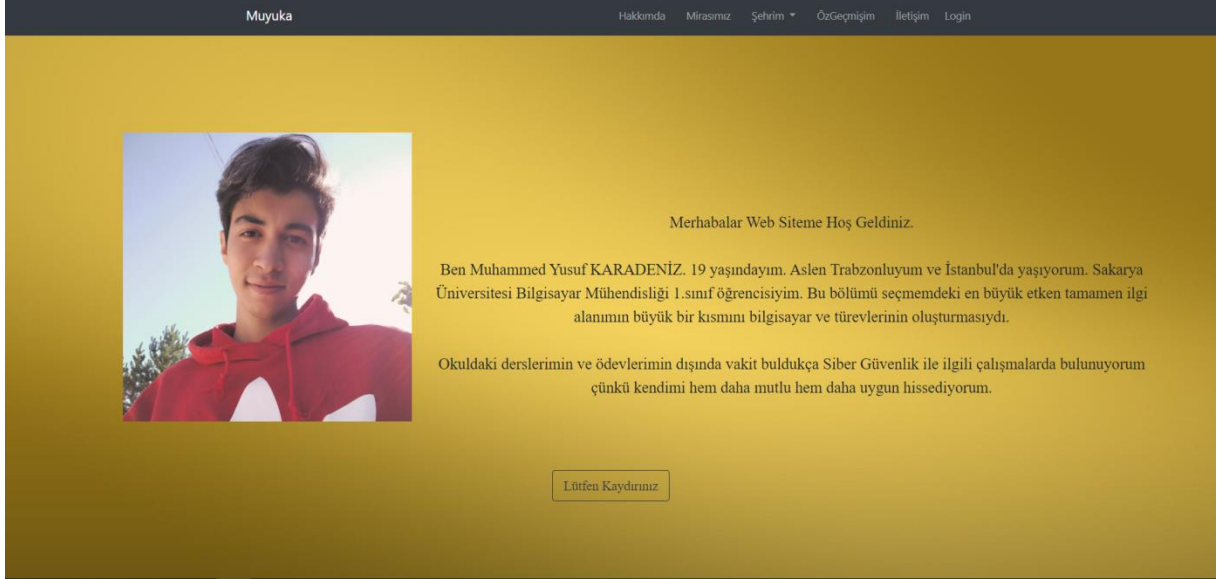 Muyuka
Hakkımda Mirasımız Şehrim ÖzGeçmişim İletişim Login
Merhabalar Web Siteme Hoş Geldiniz.
Ben Muhammed Yusuf KARADENİZ. 19 yaşındayım. Aslen Trabzonluyum ve İstanbul'da yaşıyorum. Sakarya
Üniversitesi Bilgisayar Mühendisliği 1.sınıf öğrencisiyim. Bu bölümü seçmemdeki en büyük etken tamamen ilgi
alanımın büyük bir kısmını bilgisayar ve türevlerinin oluşturmasıydı.
Okuldaki derslerimin ve ödevlerimin dışında vakit buldukça Siber Güvenlik ile ilgili çalışmalarda bulunuyorum
çünkü kendimi hem daha mutlu hem daha uygun hissediyorum.
Lütfen Kaydırınız